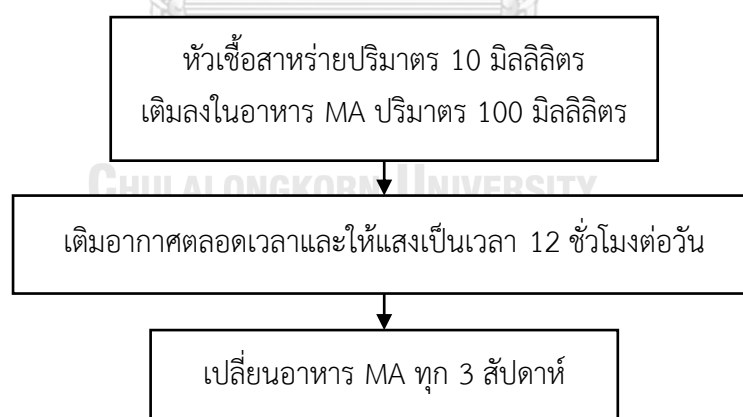 หัวเชื้อสาหร่ายปริมาตร 10 มิลลิลิตร
เติมลงในอาหาร MA ปริมาตร 100 มิลลิลิตร
CHULALONGKORN UNIVERSITY
เติมอากาศตลอดเวลาและให้แสงเป็นเวลา 12 ชั่วโมงต่อวัน
เปลี่ยนอาหาร MA ทุก 3 สัปดาห์